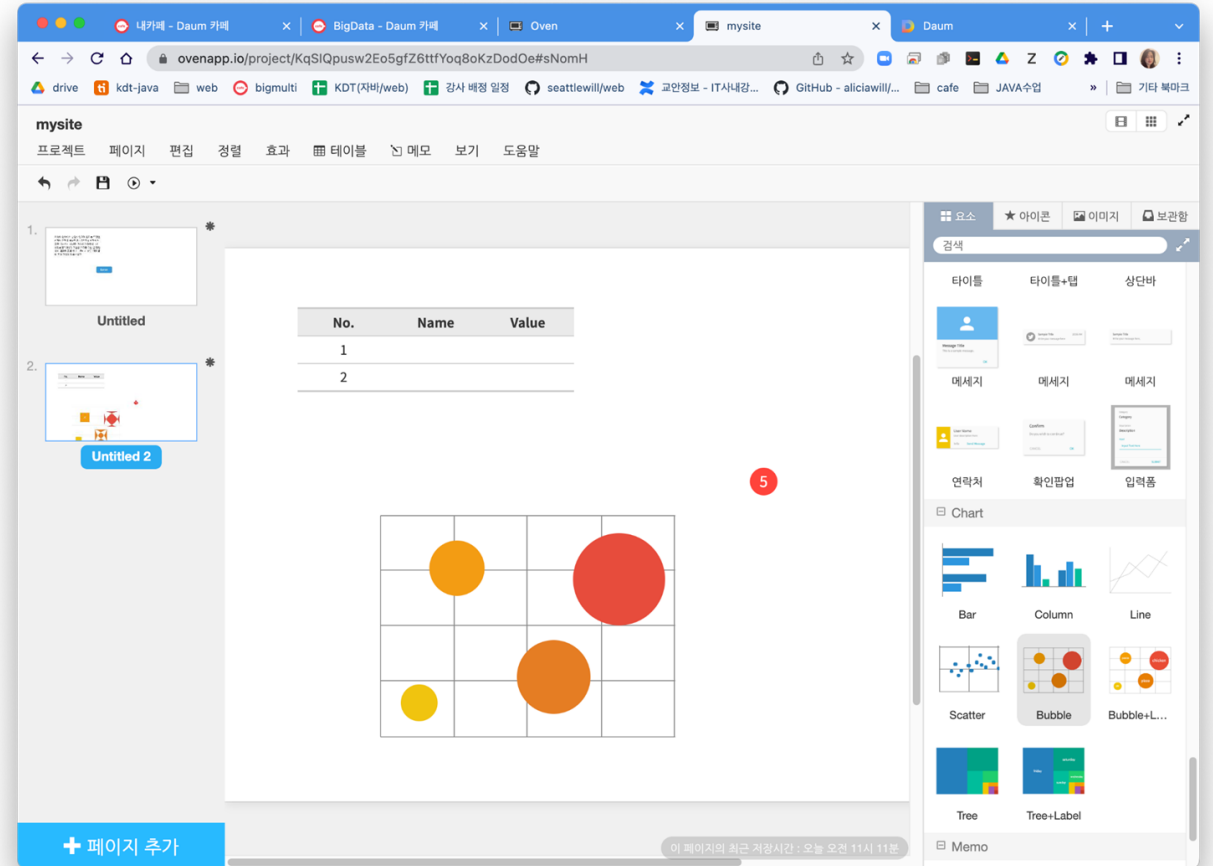 내카페 - Daum 카페
BigData - Daum 카페
Oven
mysite
Daum
ovenapp.io/project/KqSIQpusw2Eo5gfZ6ttfYoq8oKzDodOe#sNomH
drive kdt-java web bigmulti KDT(자바/web) 강사 배정 일정 seattlewill/web 교안정보 - IT사내강... GitHub - aliciawill/... cafe JAVA수업 » 기타 북마크
mysite
프로젝트 페이지 편집 정렬 효과 테이블 메모 보기 도움말
요소 아이콘 이미지 보관함
검색
1.
Untitled
2.
Untitled 2
페이지 추가
No. Name Value
1
2
5
이 페이지의 최근 저장시간 : 오늘 오전 11시 11분
타이틀 타이틀+탭 상단바
메세지 메세지 메세지
연락처 확인팝업 입력폼
Chart
Bar Column Line
Scatter Bubble Bubble+L...
Tree Tree+Label
Memo